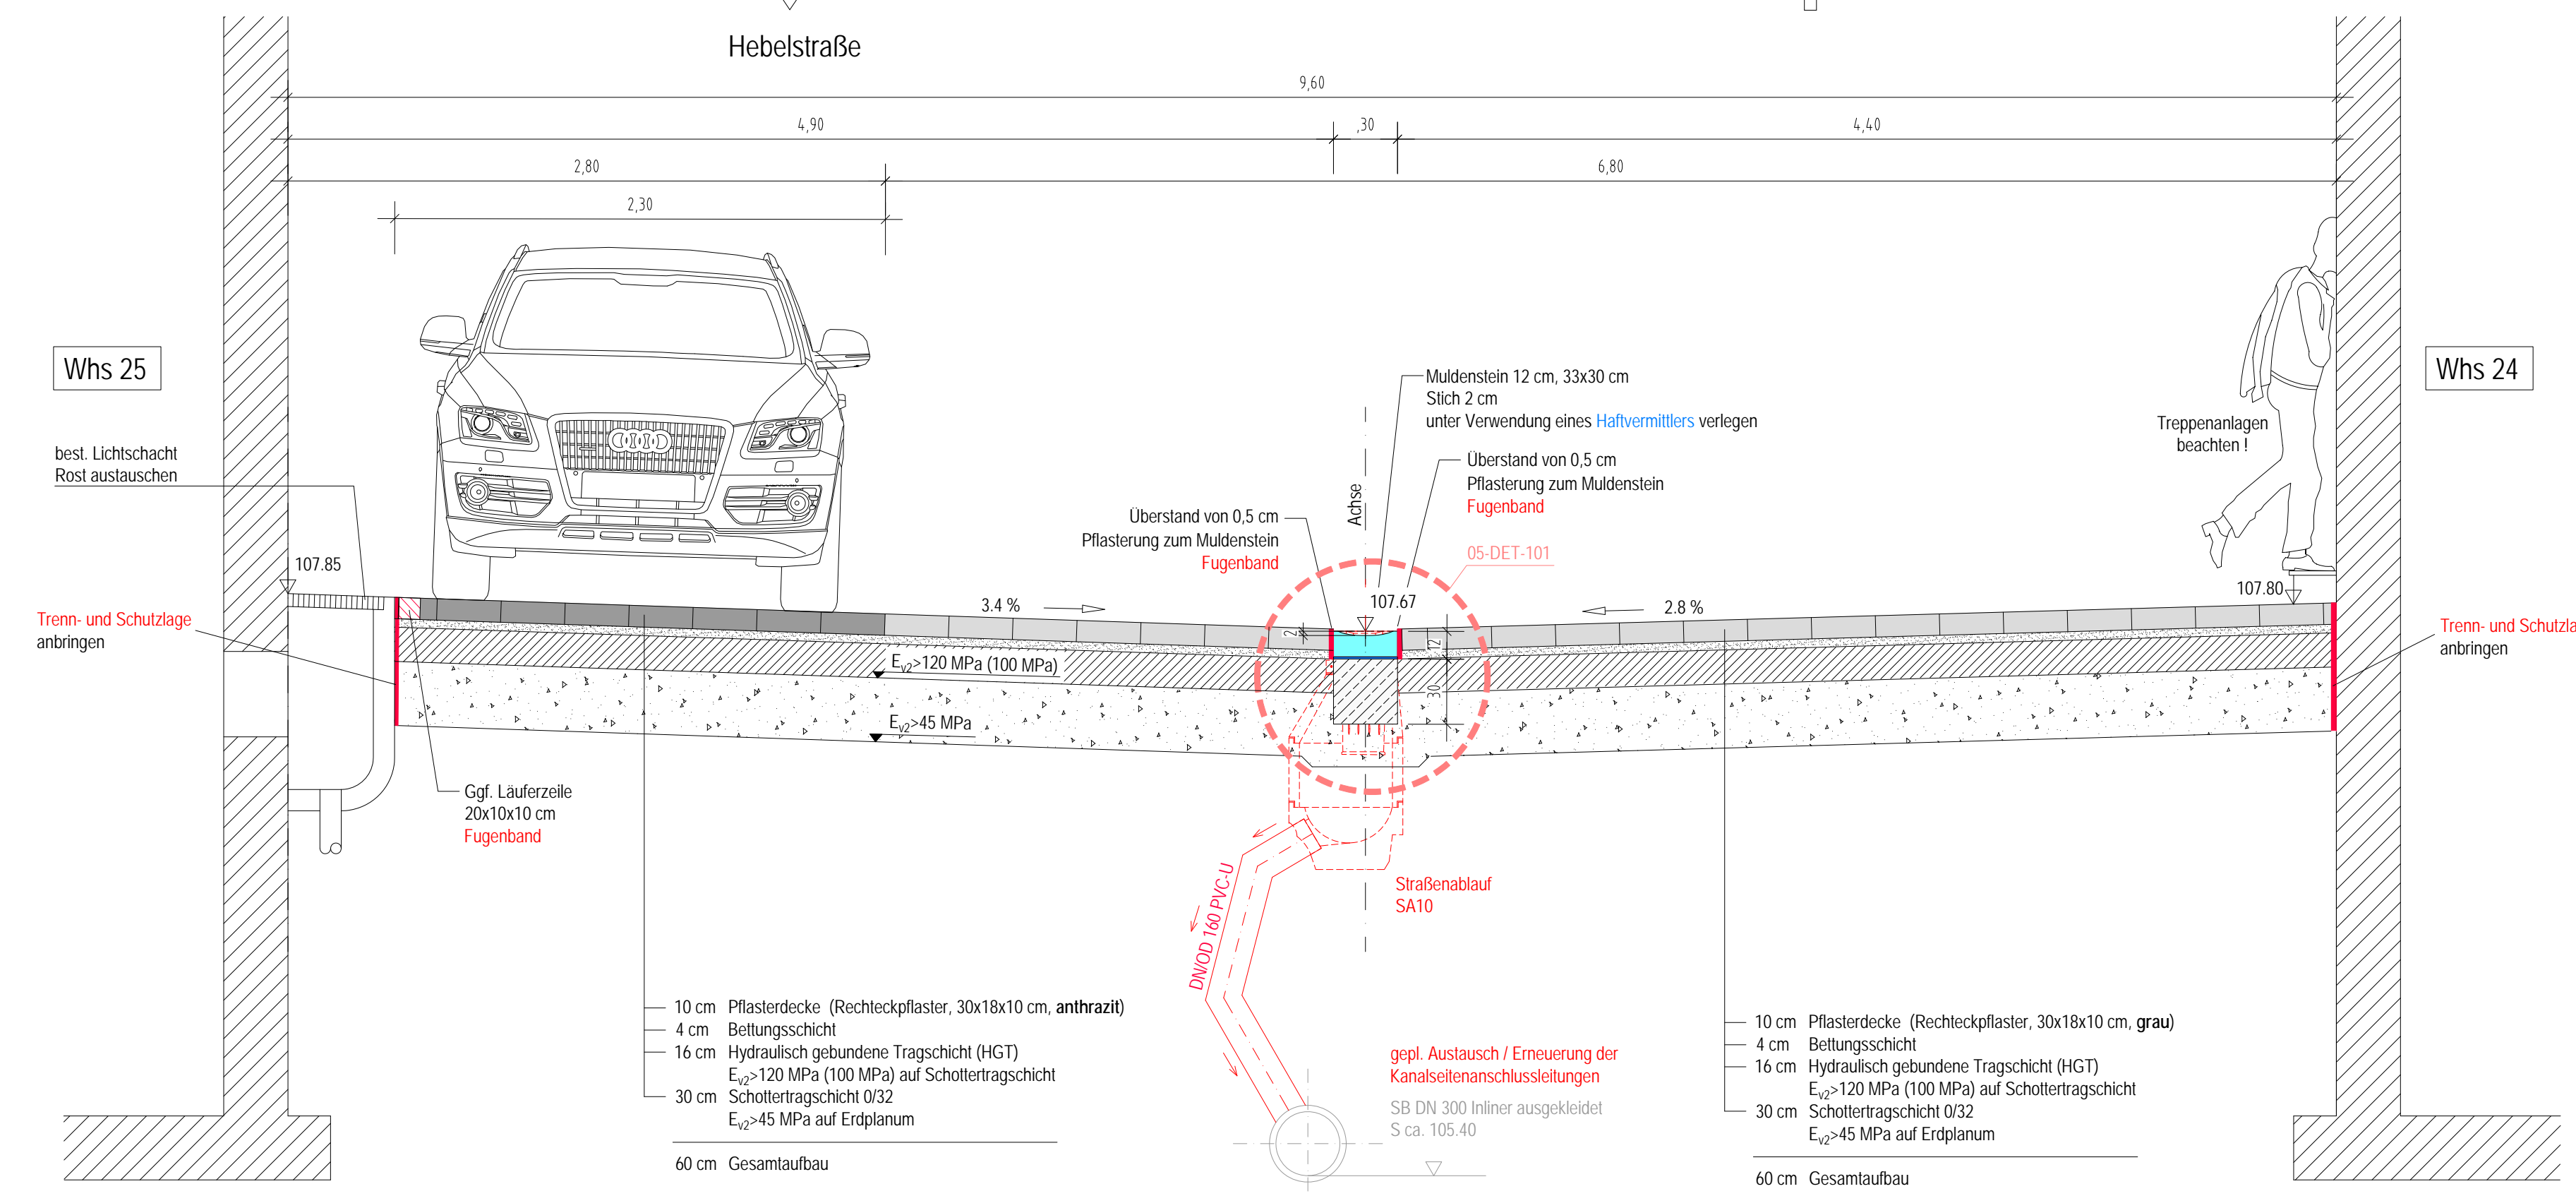 Hebelstraße
9,60
4,90
,30
4,40
2,80
6,80
2,30
Whs 25
Whs 24
Muldenstein 12 cm, 33x30 cm
Stich 2 cm
unter Verwendung eines Haftvermittlers verlegen
Treppenanlagen
beachten !
best. Lichtschacht
Rost austauschen
Überstand von 0,5 cm
Pflasterung zum Muldenstein
Fugenband
Achse
Überstand von 0,5 cm
Pflasterung zum Muldenstein
Fugenband
05-DET-101
107.85
107.67
107.80
3.4 %
2.8 %
Trenn- und Schutzlage
anbringen
Trenn- und Schutzla
anbringen
2
12
30
Ev2>120 MPa (100 MPa)
Ev2>45 MPa
Ggf. Läuferzeile
20x10x10 cm
Fugenband
DN/OD 160 PVC-U
Straßenablauf
SA10
10 cm Pflasterdecke (Rechteckpflaster, 30x18x10 cm, anthrazit)
4 cm Bettungsschicht
16 cm Hydraulisch gebundene Tragschicht (HGT)
Ev2>120 MPa (100 MPa) auf Schottertragschicht
30 cm Schottertragschicht 0/32
Ev2>45 MPa auf Erdplanum
60 cm Gesamtaufbau
gepl. Austausch / Erneuerung der
Kanalseitenanschlussleitungen
SB DN 300 Inliner ausgekleidet
S ca. 105.40
10 cm Pflasterdecke (Rechteckpflaster, 30x18x10 cm, grau)
4 cm Bettungsschicht
16 cm Hydraulisch gebundene Tragschicht (HGT)
Ev2>120 MPa (100 MPa) auf Schottertragschicht
30 cm Schottertragschicht 0/32
Ev2>45 MPa auf Erdplanum
60 cm Gesamtaufbau